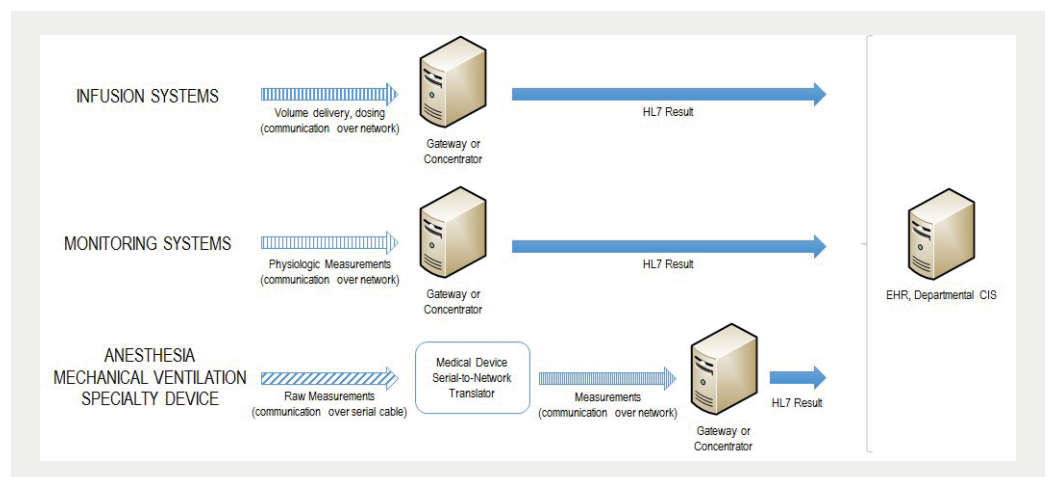 INFUSION SYSTEMS
Volume delivery, dosing
(communication over network)
Gateway or
Concentrator
HL7 Result
MONITORING SYSTEMS
Physiologic Measurements
(communication over network)
Gateway or
Concentrator
HL7 Result
EHR, Departmental CIS
ANESTHESIA
MECHANICAL VENTILATION
SPECIALTY DEVICE
Raw Measurements
(communication over serial cable)
Medical Device
Serial-to-Network
Translator
Measurements
(communication over network)
Gateway or
Concentrator
HL7 Result